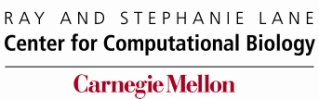 RAY AND STEPHANIE LANE
Center for Computational Biology
Carnegie Mellon